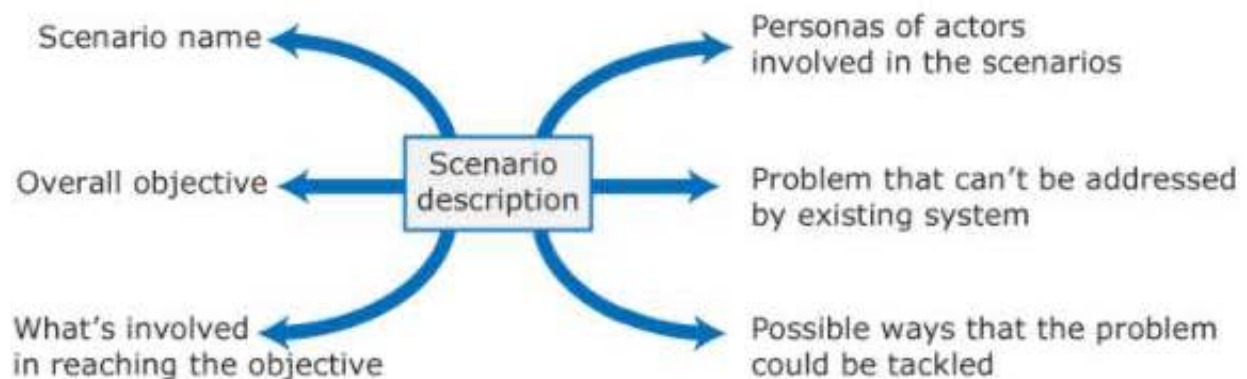 Scenario name
Overall objective
What's involved
in reaching the objective
Scenario
description
Personas of actors
involved in the scenarios
Problem that can't be addressed
by existing system
Possible ways that the problem
could be tackled